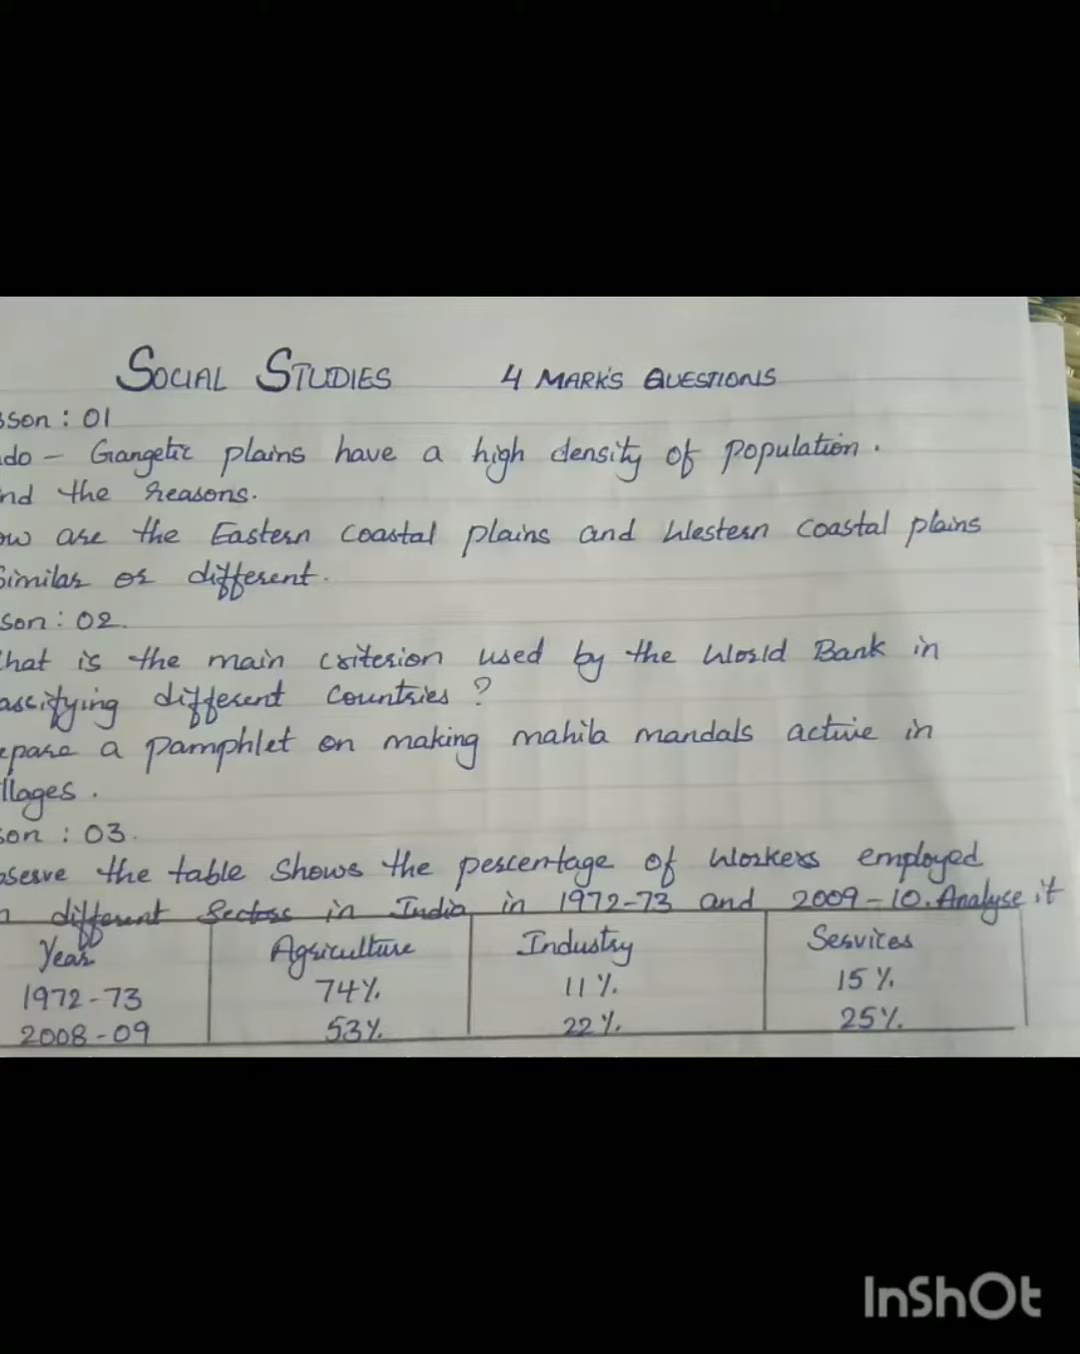 SOCIAL STUDIES 4 MARK'S QUESTIONS
sson : 01
do - Gangetic plains have a high density of population.
nd the reasons.
ow are the Eastern Coastal plains and Western coastal plains
Similar or different.
son : 02.
hat is the main criterion used by the World Bank in
ascifying different Countries ?
epare a pamphlet on making mahila mandals active in
llages .
son : 03.
serve the table shows the percentage of workers employed
n different Sectors in India in 1972-73 and 2009-10. Analyse it
Year Agriculture Industry Services
1972-73 74% 11% 15%
2008-09 53% 22% 25%
InShOt